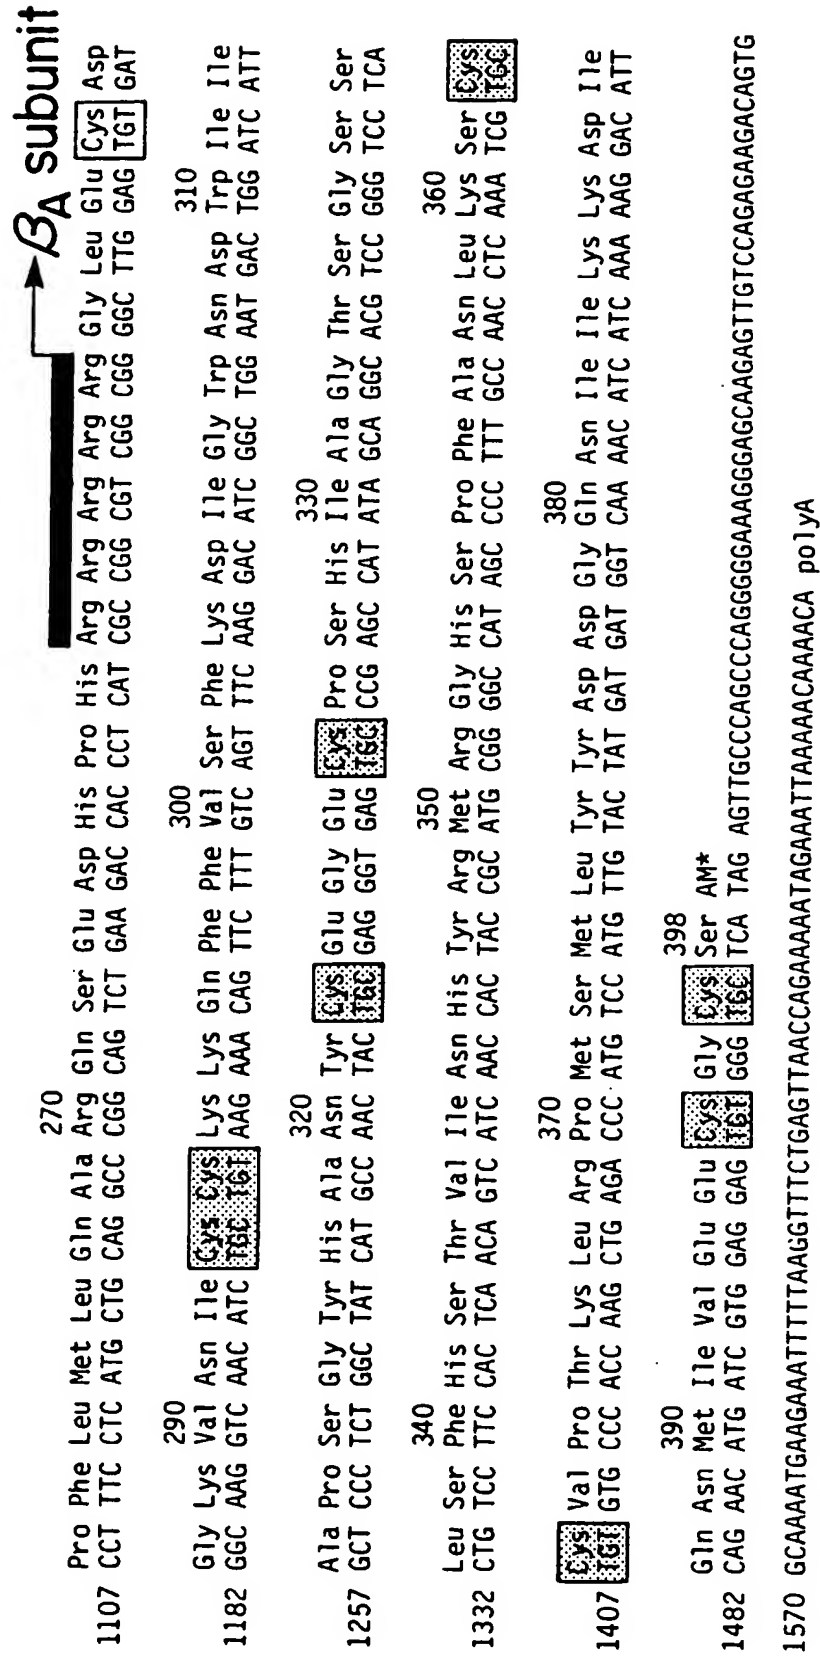 βA subunit
270
Pro Phe Leu Met Leu Gln Ala Arg Gln Ser Glu Asp His Pro His Arg Arg Arg Arg Arg Gly Leu Glu Cys Asp
1107 CCT TTC CTC ATG CTG CAG GCC CGG CAG TCT GAA GAC CAC CCT CAT CGC CGG CGT CGG CGG GGC TTG GAG TGT GAT
290 300 310
Gly Lys Val Asn Ile Cys Cys Lys Lys Gln Phe Phe Val Ser Phe Lys Asp Ile Gly Trp Asn Asp Trp Ile Ile
1182 GGC AAG GTC AAC ATC TGC TGT AAG AAA CAG TTC TTT GTC AGT TTC AAG GAC ATC GGC TGG AAT GAC TGG ATC ATT
320 330
Ala Pro Ser Gly Tyr His Ala Asn Tyr Cys Glu Gly Glu Cys Pro Ser His Ile Ala Gly Thr Ser Gly Ser Ser
1257 GCT CCC TCT GGC TAT CAT GCC AAC TAC TGC GAG GGT GAG TGC CCG AGC CAT ATA GCA GGC ACG TCC GGG TCC TCA
340 350 360
Leu Ser Phe His Ser Thr Val Ile Asn His Tyr Arg Met Arg Gly His Ser Pro Phe Ala Asn Leu Lys Ser Cys
1332 CTG TCC TTC CAC TCA ACA GTC ATC AAC CAC TAC CGC ATG CGG GGC CAT AGC CCC TTT GCC AAC CTC AAA TCG TGC
370 380
Cys Val Pro Thr Lys Leu Arg Pro Met Ser Met Leu Tyr Tyr Asp Asp Gly Gln Asn Ile Ile Lys Lys Asp Ile
1407 TGT GTG CCC ACC AAG CTG AGA CCC ATG TCC ATG TTG TAC TAT GAT GAT GGT CAA AAC ATC ATC AAA AAG GAC ATT
390 398
Gln Asn Met Ile Val Glu Glu Cys Gly Cys Ser AM*
1482 CAG AAC ATG ATC GTG GAG GAG TGT GGG TGC TCA TAG AGTTGCCCAGCCCAGGGGGAAAGGGAGCAAGAGTTGTCCAGAGAAGACAGTG
1570 GCAAAATGAAGAAATTTTTAAGGTTTCTGAGTTAACCAGAAAAATAGAAATTAAAAACAAAACA polyA